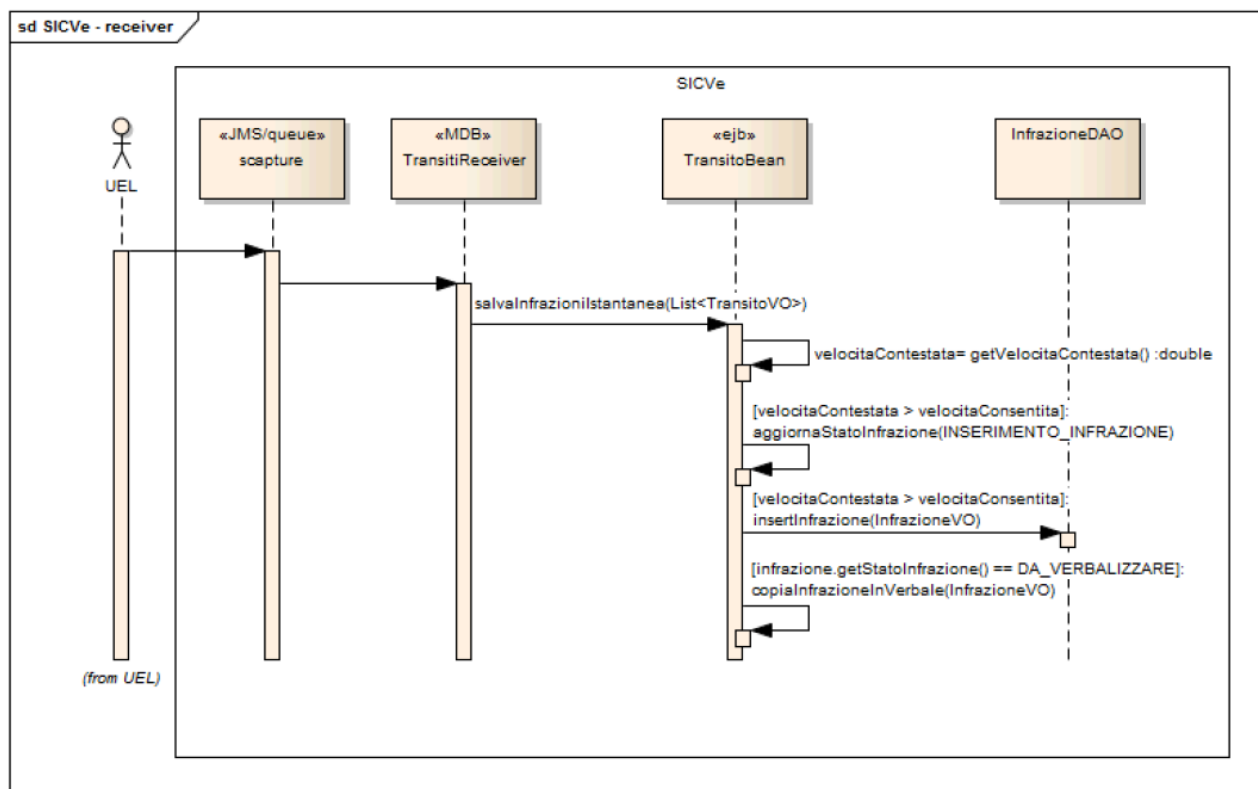 sd SICVe - receiver
SICVe
«JMS/queue»
scapture
«MDB»
TransitiReceiver
«ejb»
TransitoBean
InfrazioneDAO
UEL
salvaInfrazioniIstantanea(List<TransitoVO>)
velocitaContestata= getVelocitaContestata() :double
[velocitaContestata > velocitaConsentita]:
aggiornaStatoInfrazione(INSERIMENTO_INFRAZIONE)
[velocitaContestata > velocitaConsentita]:
insertInfrazione(InfrazioneVO)
[infrazione.getStatoInfrazione() == DA_VERBALIZZARE]:
copiaInfrazioneInVerbale(InfrazioneVO)
(from UEL)